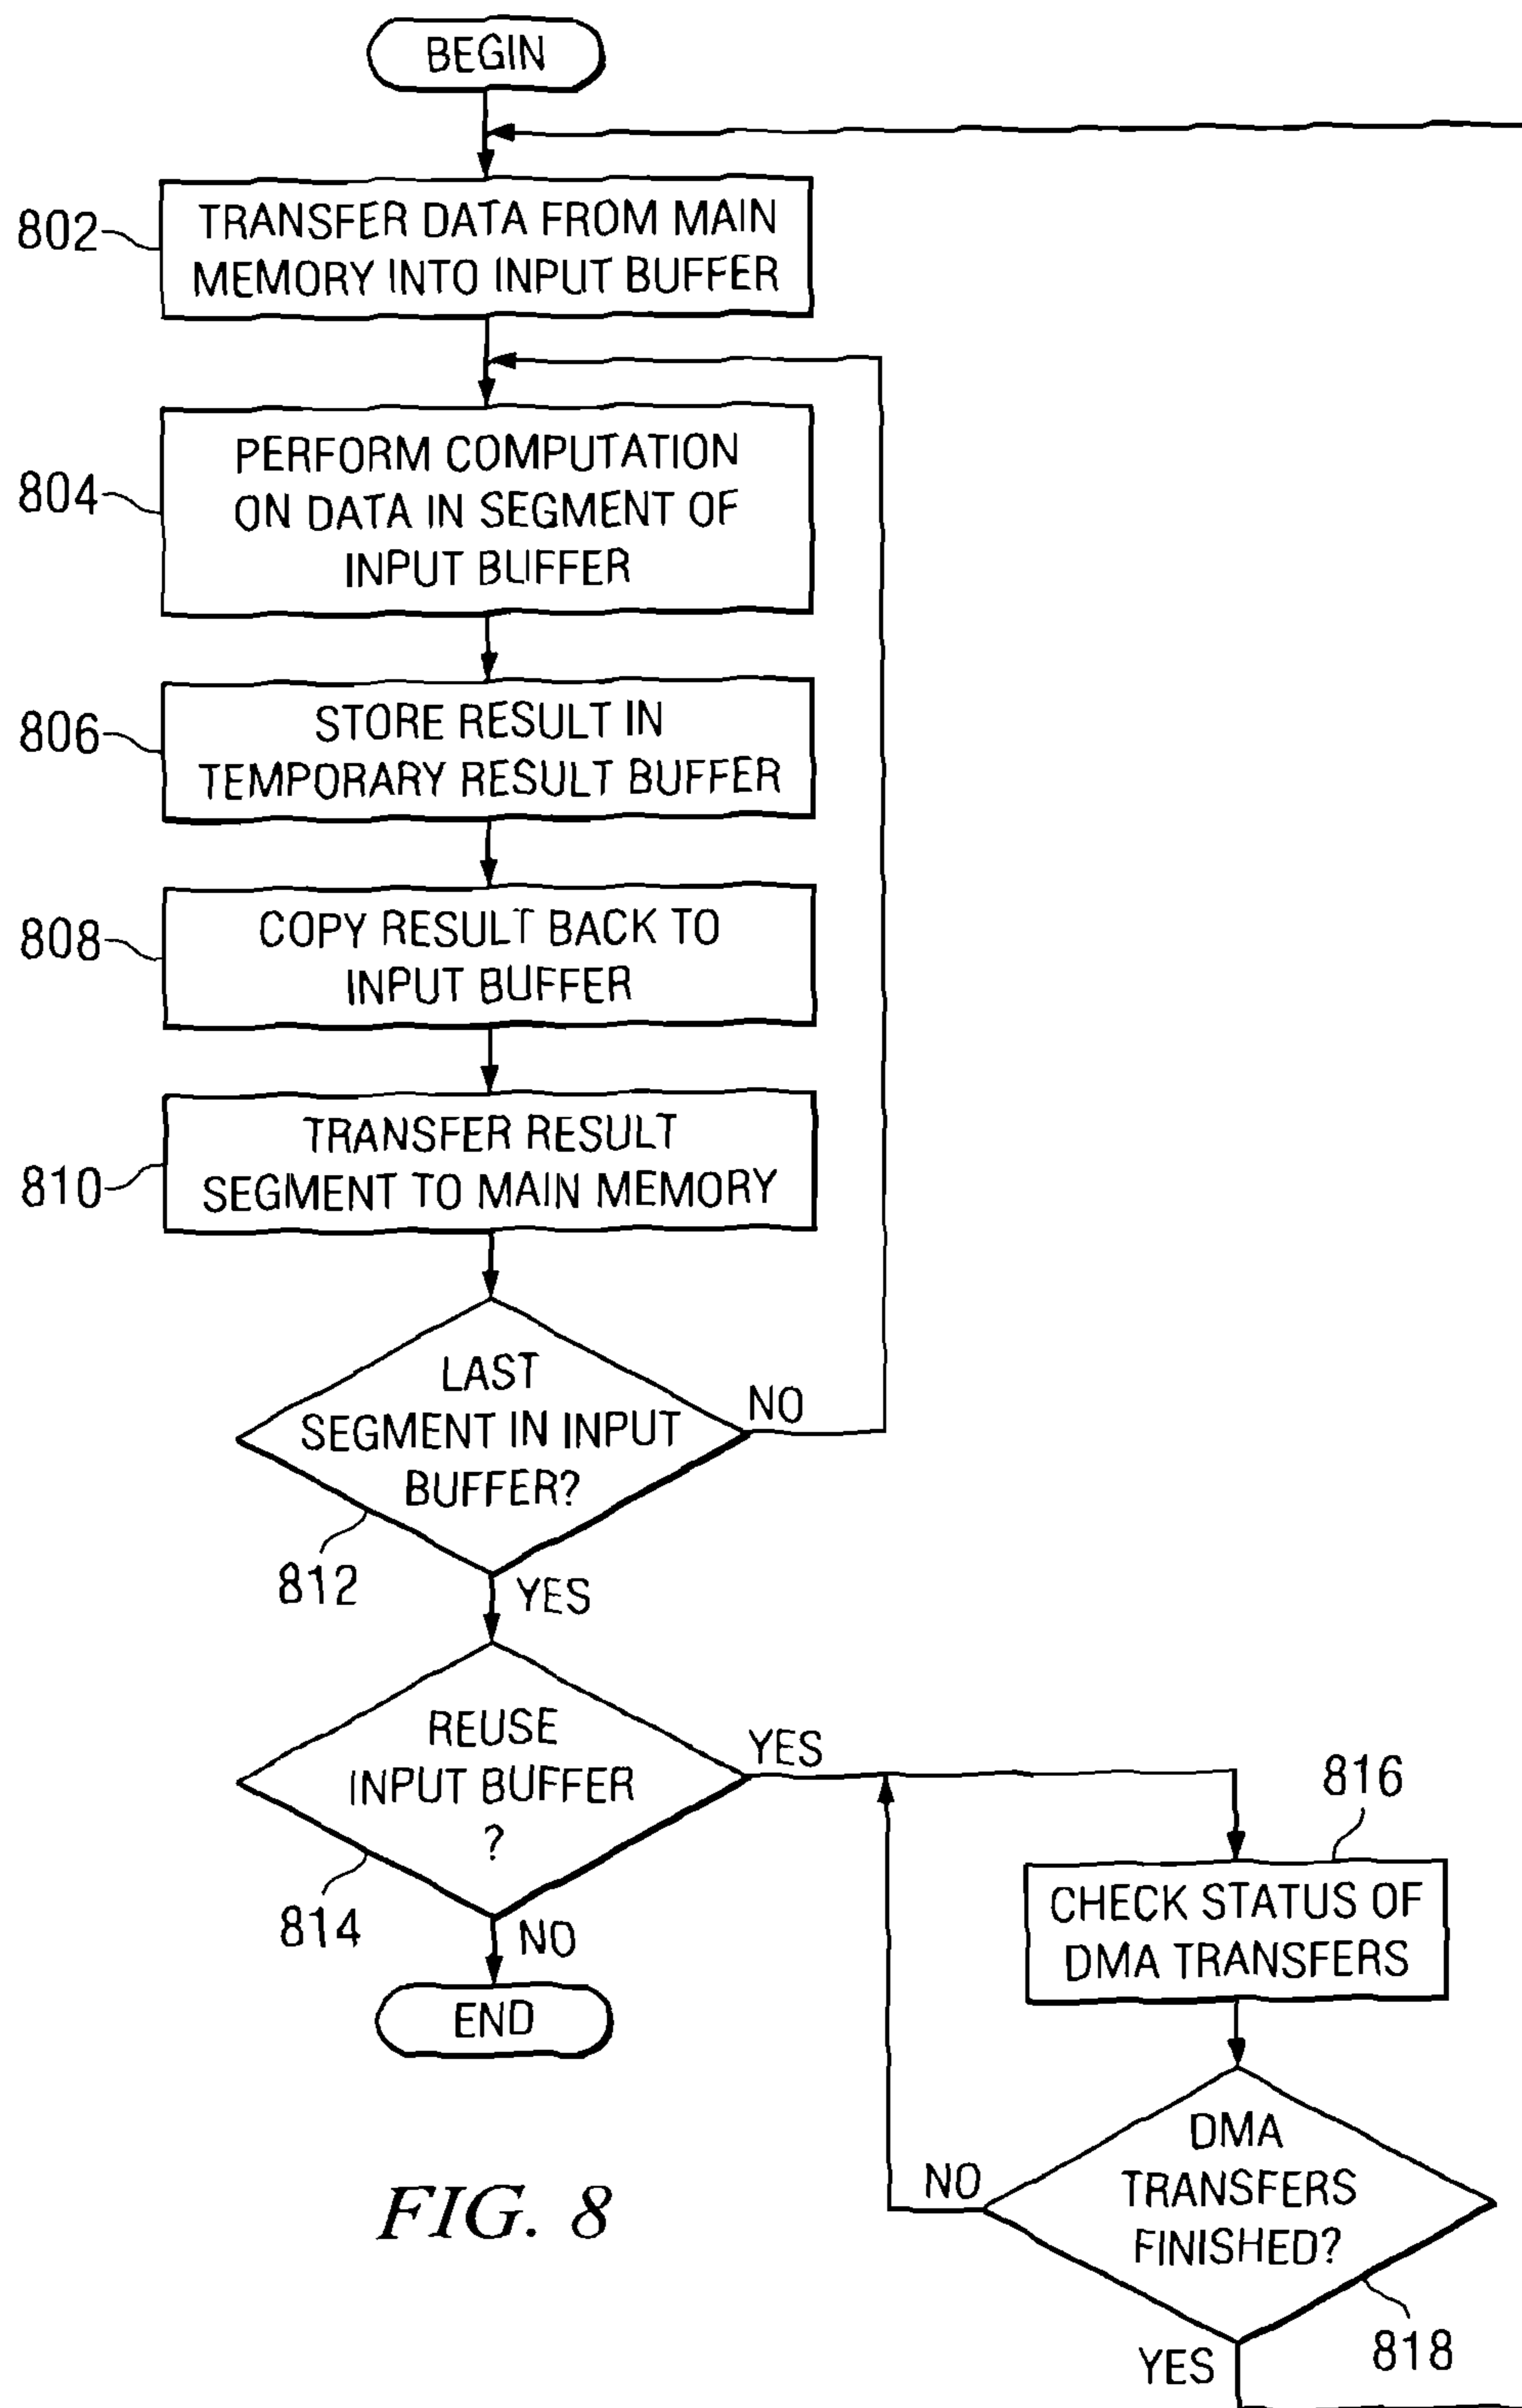 BEGIN
802
TRANSFER DATA FROM MAIN
MEMORY INTO INPUT BUFFER
804
PERFORM COMPUTATION
ON DATA IN SEGMENT OF
INPUT BUFFER
806
STORE RESULT IN
TEMPORARY RESULT BUFFER
808
COPY RESULT BACK TO
INPUT BUFFER
810
TRANSFER RESULT
SEGMENT TO MAIN MEMORY
LAST
SEGMENT IN INPUT
BUFFER?
NO
812
YES
REUSE
INPUT BUFFER
?
YES
814
NO
END
816
CHECK STATUS OF
DMA TRANSFERS
DMA
TRANSFERS
FINISHED?
NO
818
YES
FIG. 8